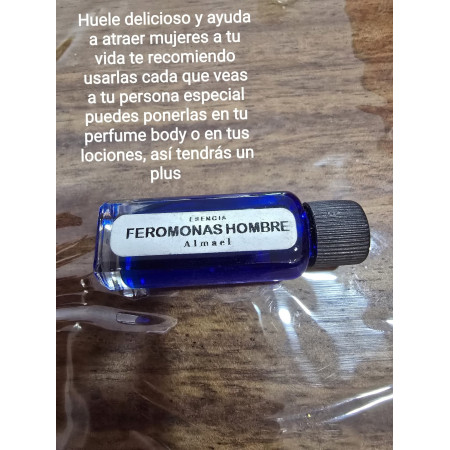 Huele delicioso y ayuda
a atraer mujeres a tu
vida te recomiendo
usarlas cada que veas
a tu persona especial
puedes ponerlas en tu
perfume body o en tus
lociones, así tendrás un
plus
ESENCIA
FEROMONAS HOMBRE
Almael